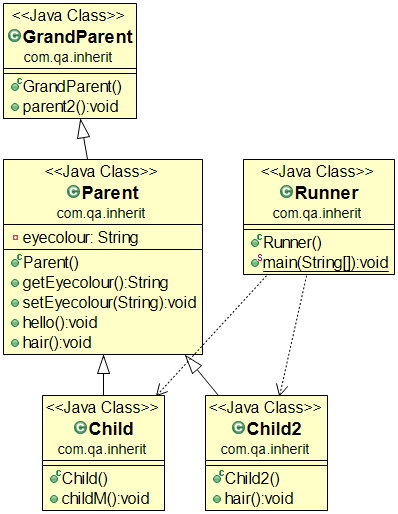 <<Java Class>>
GrandParent
com.qa.inherit
GrandParent()
parent2():void
<<Java Class>>
Parent
com.qa.inherit
eyecolour: String
Parent()
getEyecolour():String
setEyecolour(String):void
hello():void
hair():void
<<Java Class>>
Runner
com.qa.inherit
Runner()
main(String[]):void
<<Java Class>>
Child
com.qa.inherit
Child()
childM():void
<<Java Class>>
Child2
com.qa.inherit
Child2()
hair():void